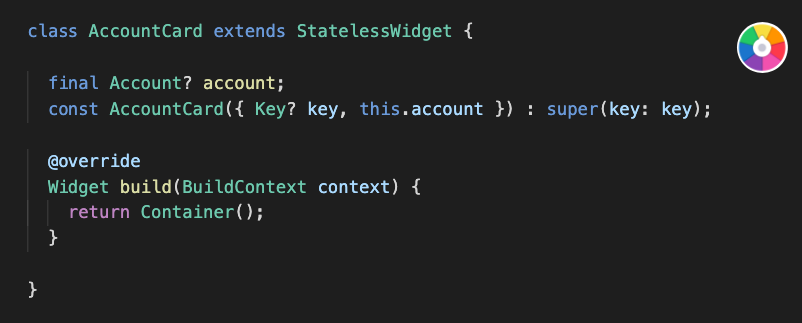 class AccountCard extends StatelessWidget {
final Account? account;
const AccountCard({ Key? key, this.account }) : super(key: key);
@override
Widget build(BuildContext context) {
return Container();
}
}